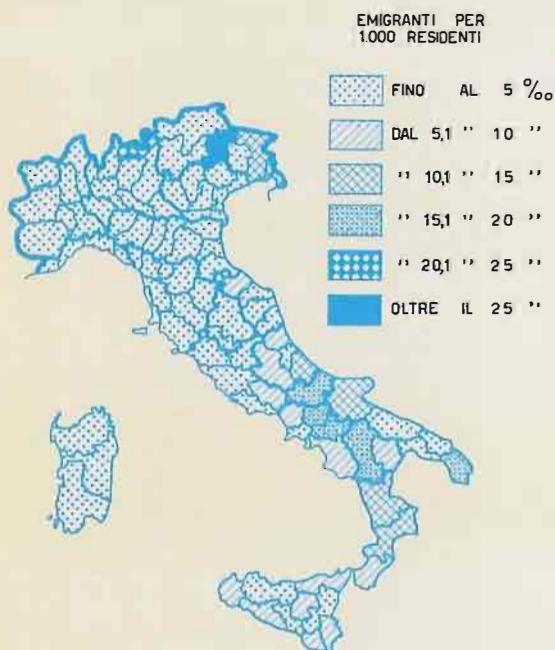 EMIGRANTI PER
1.000 RESIDENTI
FINO AL 5 ‰
DAL 5,1 " 10 "
" 10,1 " 15 "
" 15,1 " 20 "
" 20,1 " 25 "
OLTRE IL 25 "